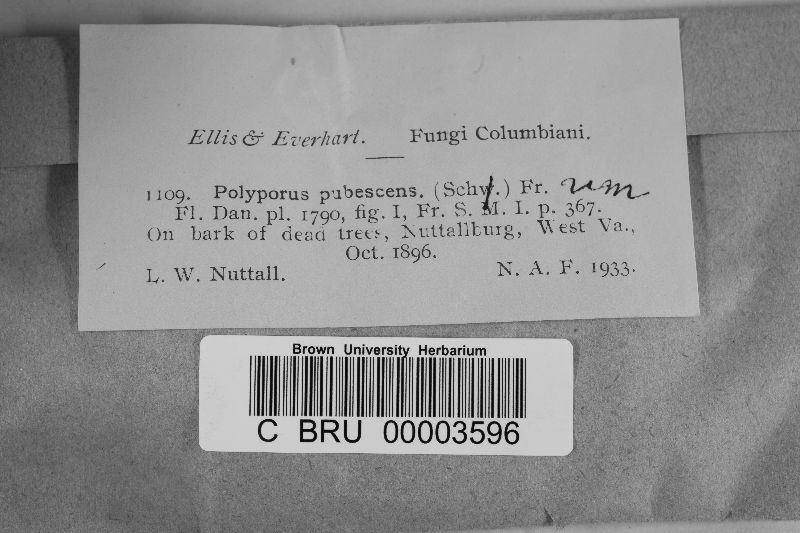 Ellis & Everhart. Fungi Columbiani.
1109. Polyporus pubescens. (Schw.) Fr. um
Fl. Dan. pl. 1790, fig. I, Fr. S. M. I. p. 367.
On bark of dead trees, Nuttallburg, West Va.,
Oct. 1896.
L. W. Nuttall. N. A. F. 1933.
Brown University Herbarium
C BRU 00003596